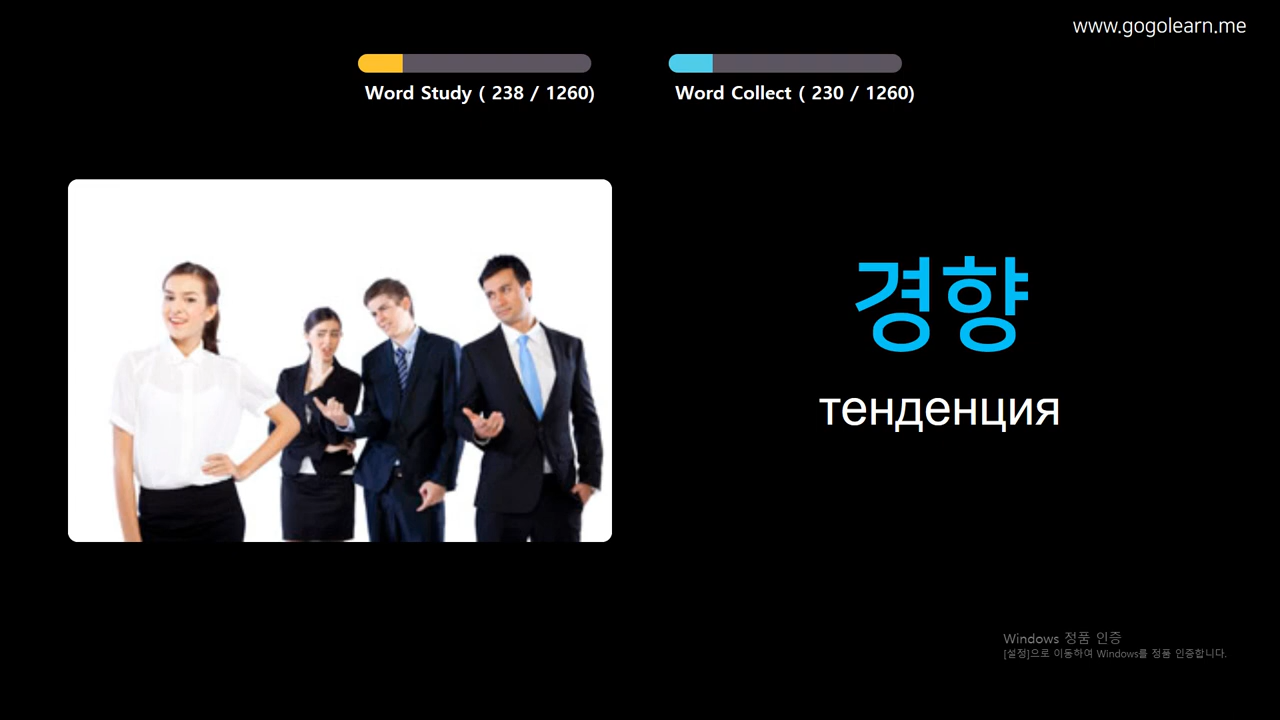 www.gogolearn.me
Word Study ( 238 / 1260)
Word Collect ( 230 / 1260)
경향
тенденция
Windows 정품 인증
[설정]으로 이동하여 Windows를 정품 인증합니다.